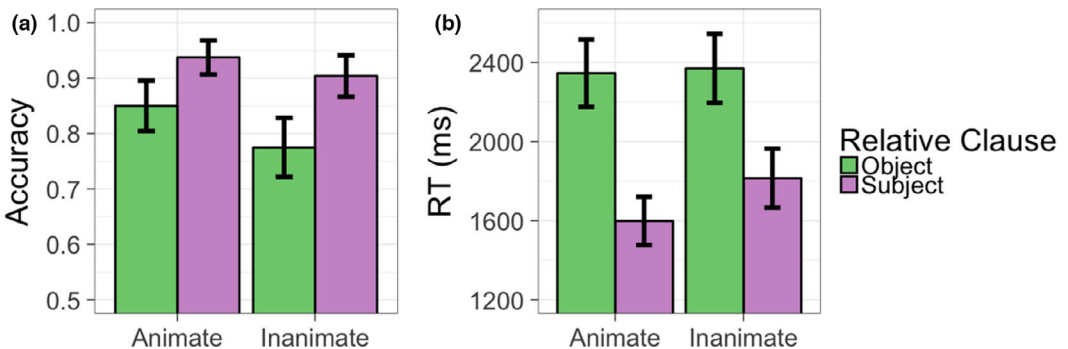 (a)
Accuracy
1.0
0.9
0.8
0.7
0.6
0.5
Animate Inanimate
(b)
RT (ms)
2400
2000
1600
1200
Animate Inanimate
Relative Clause
Object
Subject